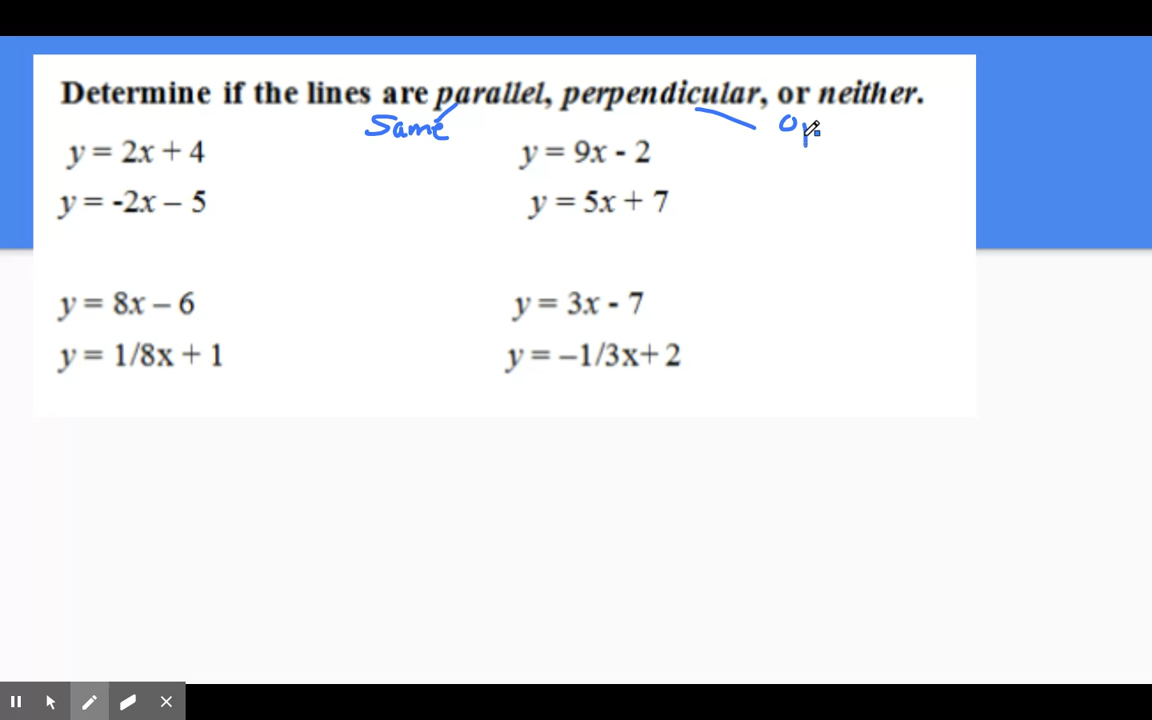 Determine if the lines are parallel, perpendicular, or neither.
Same op
y = 2x + 4 y = 9x - 2
y = -2x – 5 y = 5x + 7
y = 8x – 6 y = 3x - 7
y = 1/8x + 1 y = –1/3x+ 2